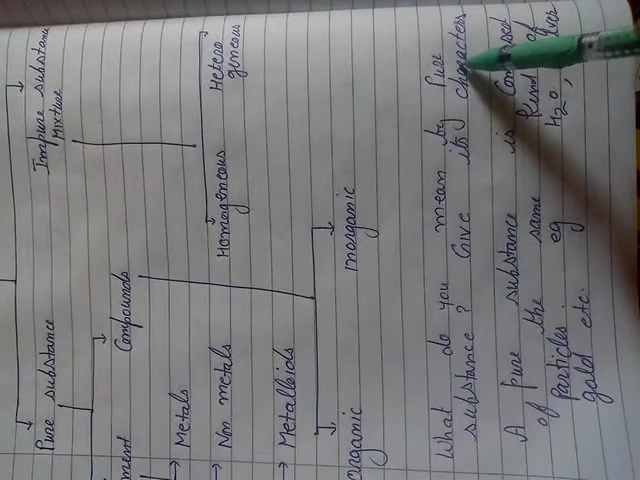 Pure substance Impure substance
Mixture
ment Compounds
→ Metals
→ Non metals Homogeneous Hetero
geneous
→ Metalloids
organic inorganic
What do you mean by Pure
substance? Give its characters
A pure substance is Composed
of the same Kind of
particles. eg H2O,
gold etc.